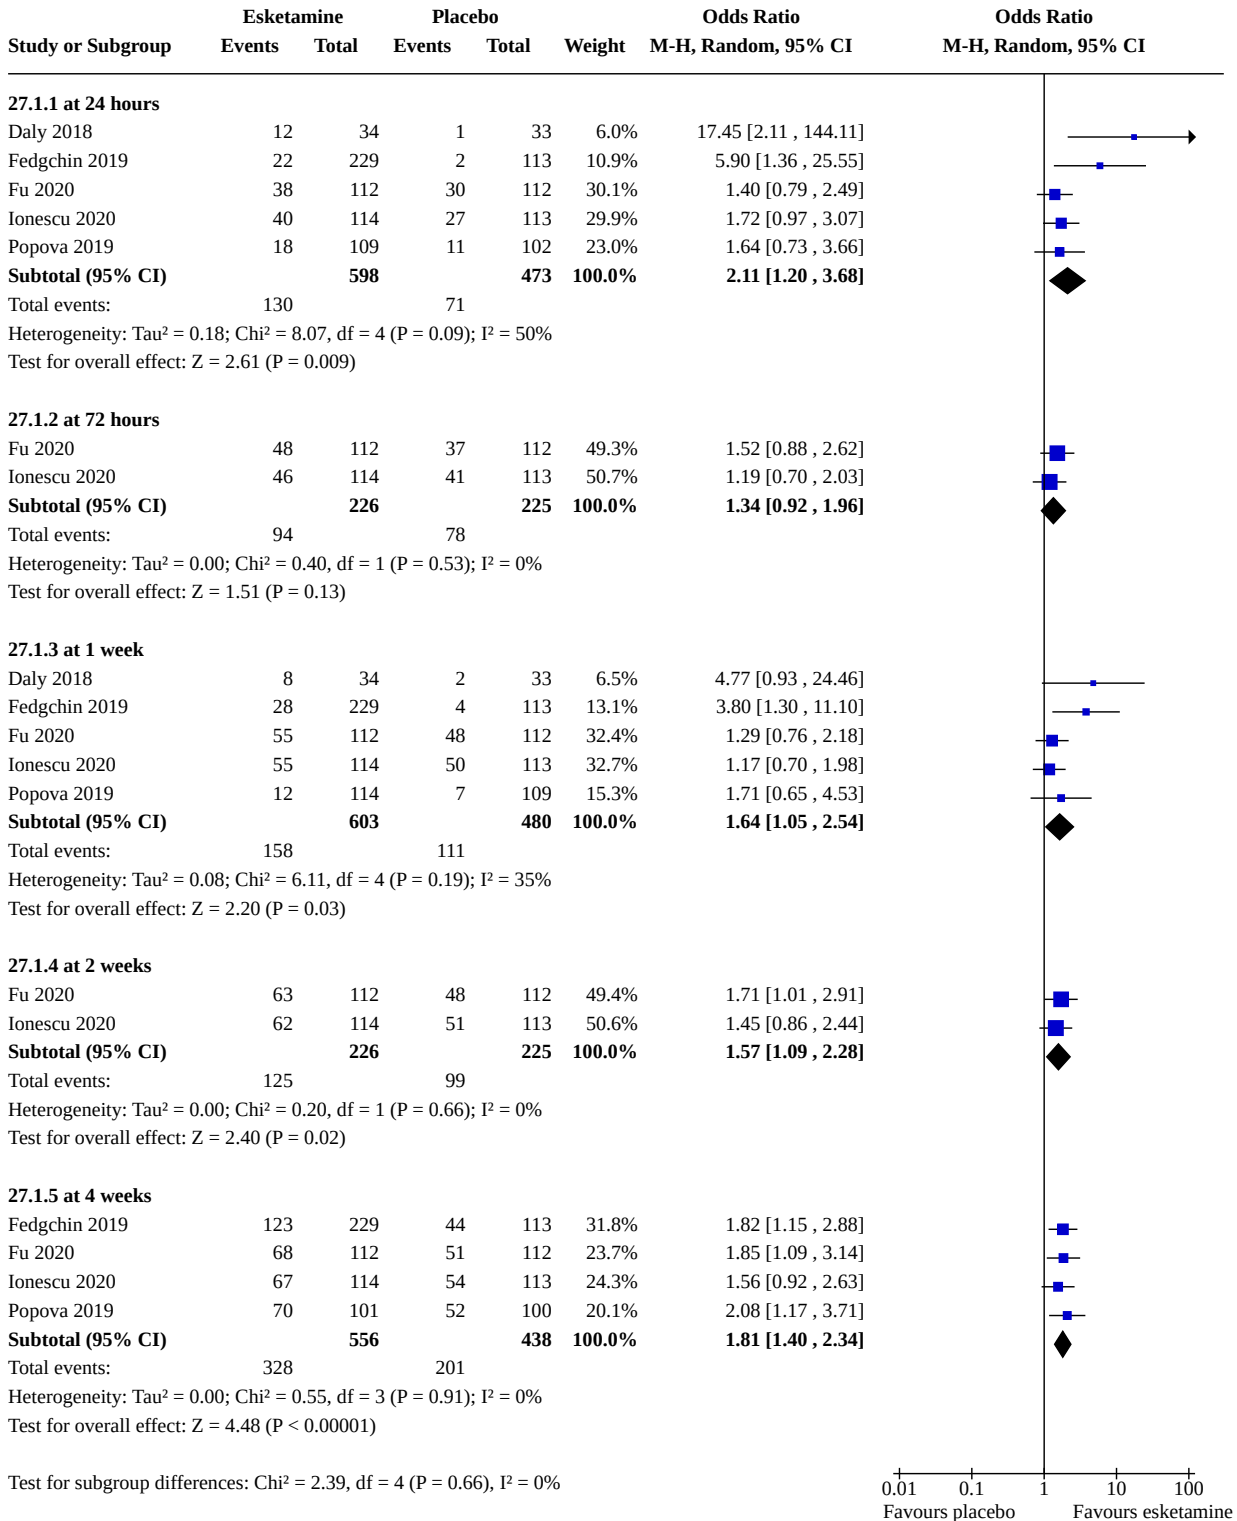 Esketamine Placebo Odds Ratio Odds Ratio
Study or Subgroup Events Total Events Total Weight M-H, Random, 95% CI M-H, Random, 95% CI
27.1.1 at 24 hours
Daly 2018 12 34 1 33 6.0% 17.45 [2.11 , 144.11]
Fedgchin 2019 22 229 2 113 10.9% 5.90 [1.36 , 25.55]
Fu 2020 38 112 30 112 30.1% 1.40 [0.79 , 2.49]
Ionescu 2020 40 114 27 113 29.9% 1.72 [0.97 , 3.07]
Popova 2019 18 109 11 102 23.0% 1.64 [0.73 , 3.66]
Subtotal (95% CI) 598 473 100.0% 2.11 [1.20 , 3.68]
Total events: 130 71
Heterogeneity: Tau² = 0.18; Chi² = 8.07, df = 4 (P = 0.09); I² = 50%
Test for overall effect: Z = 2.61 (P = 0.009)
27.1.2 at 72 hours
Fu 2020 48 112 37 112 49.3% 1.52 [0.88 , 2.62]
Ionescu 2020 46 114 41 113 50.7% 1.19 [0.70 , 2.03]
Subtotal (95% CI) 226 225 100.0% 1.34 [0.92 , 1.96]
Total events: 94 78
Heterogeneity: Tau² = 0.00; Chi² = 0.40, df = 1 (P = 0.53); I² = 0%
Test for overall effect: Z = 1.51 (P = 0.13)
27.1.3 at 1 week
Daly 2018 8 34 2 33 6.5% 4.77 [0.93 , 24.46]
Fedgchin 2019 28 229 4 113 13.1% 3.80 [1.30 , 11.10]
Fu 2020 55 112 48 112 32.4% 1.29 [0.76 , 2.18]
Ionescu 2020 55 114 50 113 32.7% 1.17 [0.70 , 1.98]
Popova 2019 12 114 7 109 15.3% 1.71 [0.65 , 4.53]
Subtotal (95% CI) 603 480 100.0% 1.64 [1.05 , 2.54]
Total events: 158 111
Heterogeneity: Tau² = 0.08; Chi² = 6.11, df = 4 (P = 0.19); I² = 35%
Test for overall effect: Z = 2.20 (P = 0.03)
27.1.4 at 2 weeks
Fu 2020 63 112 48 112 49.4% 1.71 [1.01 , 2.91]
Ionescu 2020 62 114 51 113 50.6% 1.45 [0.86 , 2.44]
Subtotal (95% CI) 226 225 100.0% 1.57 [1.09 , 2.28]
Total events: 125 99
Heterogeneity: Tau² = 0.00; Chi² = 0.20, df = 1 (P = 0.66); I² = 0%
Test for overall effect: Z = 2.40 (P = 0.02)
27.1.5 at 4 weeks
Fedgchin 2019 123 229 44 113 31.8% 1.82 [1.15 , 2.88]
Fu 2020 68 112 51 112 23.7% 1.85 [1.09 , 3.14]
Ionescu 2020 67 114 54 113 24.3% 1.56 [0.92 , 2.63]
Popova 2019 70 101 52 100 20.1% 2.08 [1.17 , 3.71]
Subtotal (95% CI) 556 438 100.0% 1.81 [1.40 , 2.34]
Total events: 328 201
Heterogeneity: Tau² = 0.00; Chi² = 0.55, df = 3 (P = 0.91); I² = 0%
Test for overall effect: Z = 4.48 (P < 0.00001)
Test for subgroup differences: Chi² = 2.39, df = 4 (P = 0.66), I² = 0%
0.01 0.1 1 10 100
Favours placebo Favours esketamine